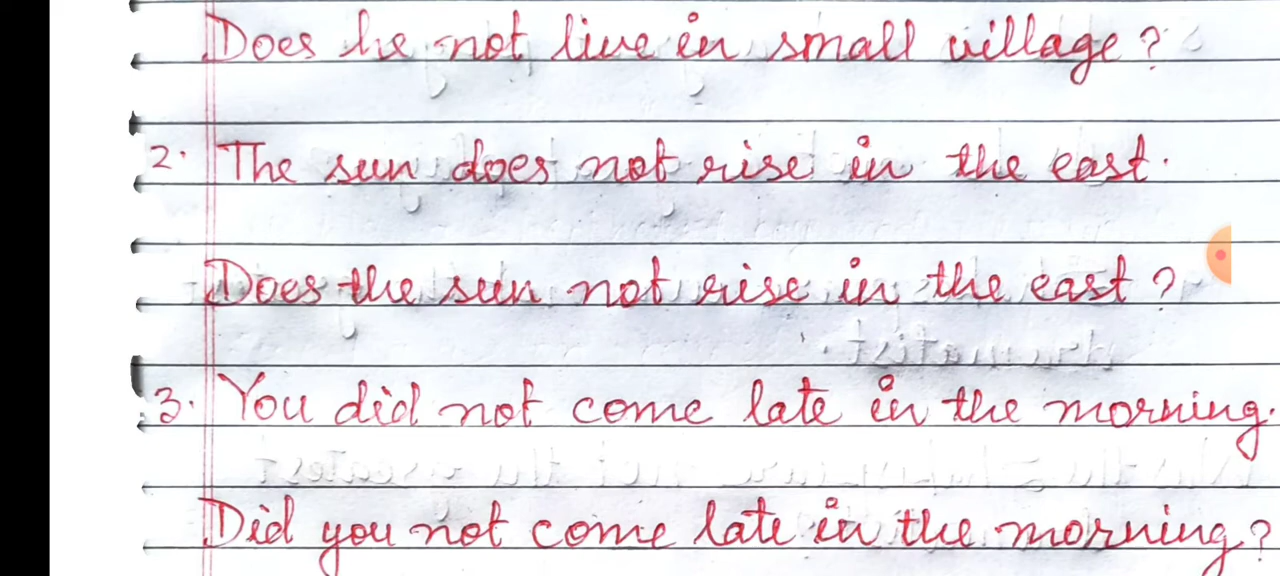 Does he not live in small village ?
2. The sun does not rise in the east.
Does the sun not rise in the east ?
3. You did not come late in the morning.
Did you not come late in the morning ?